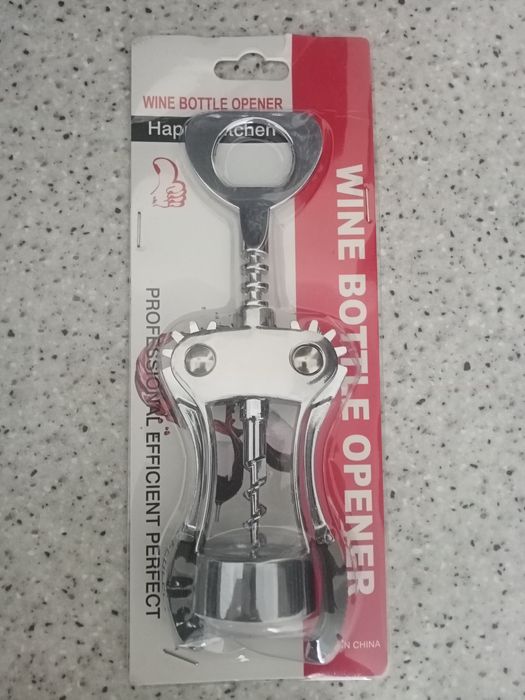 WINE BOTTLE OPENER
WINE BOTTLE OPENER
PROFESSIONAL EFFICIENT PERFECT
CHINA